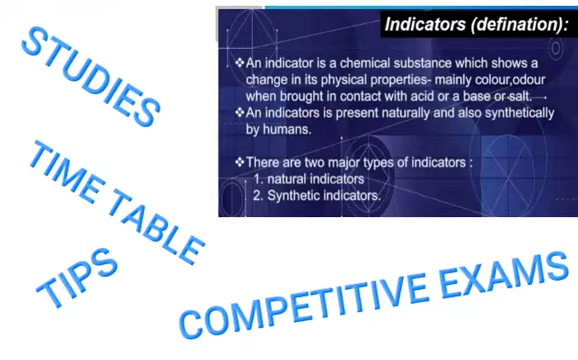 STUDIES
TIME TABLE
TIPS
COMPETITIVE EXAMS
Indicators (defination):
❖An indicator is a chemical substance which shows a
change in its physical properties- mainly colour,odour
when brought in contact with acid or a base or salt.
❖An indicators is present naturally and also synthetically
by humans.
❖There are two major types of indicators :
1. natural indicators
2. Synthetic indicators.